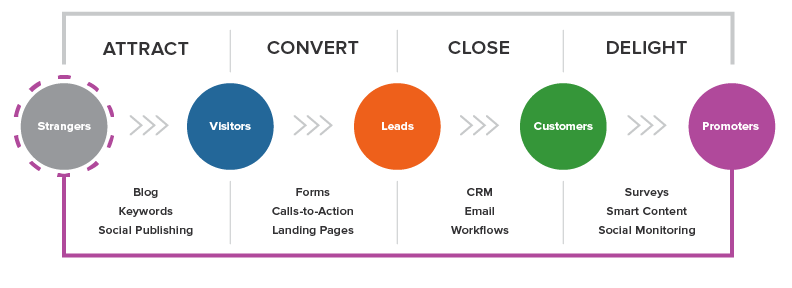 ATTRACT
CONVERT
CLOSE
DELIGHT
Strangers
Visitors
Leads
Customers
Promoters
Blog
Keywords
Social Publishing
Forms
Calls-to-Action
Landing Pages
CRM
Email
Workflows
Surveys
Smart Content
Social Monitoring